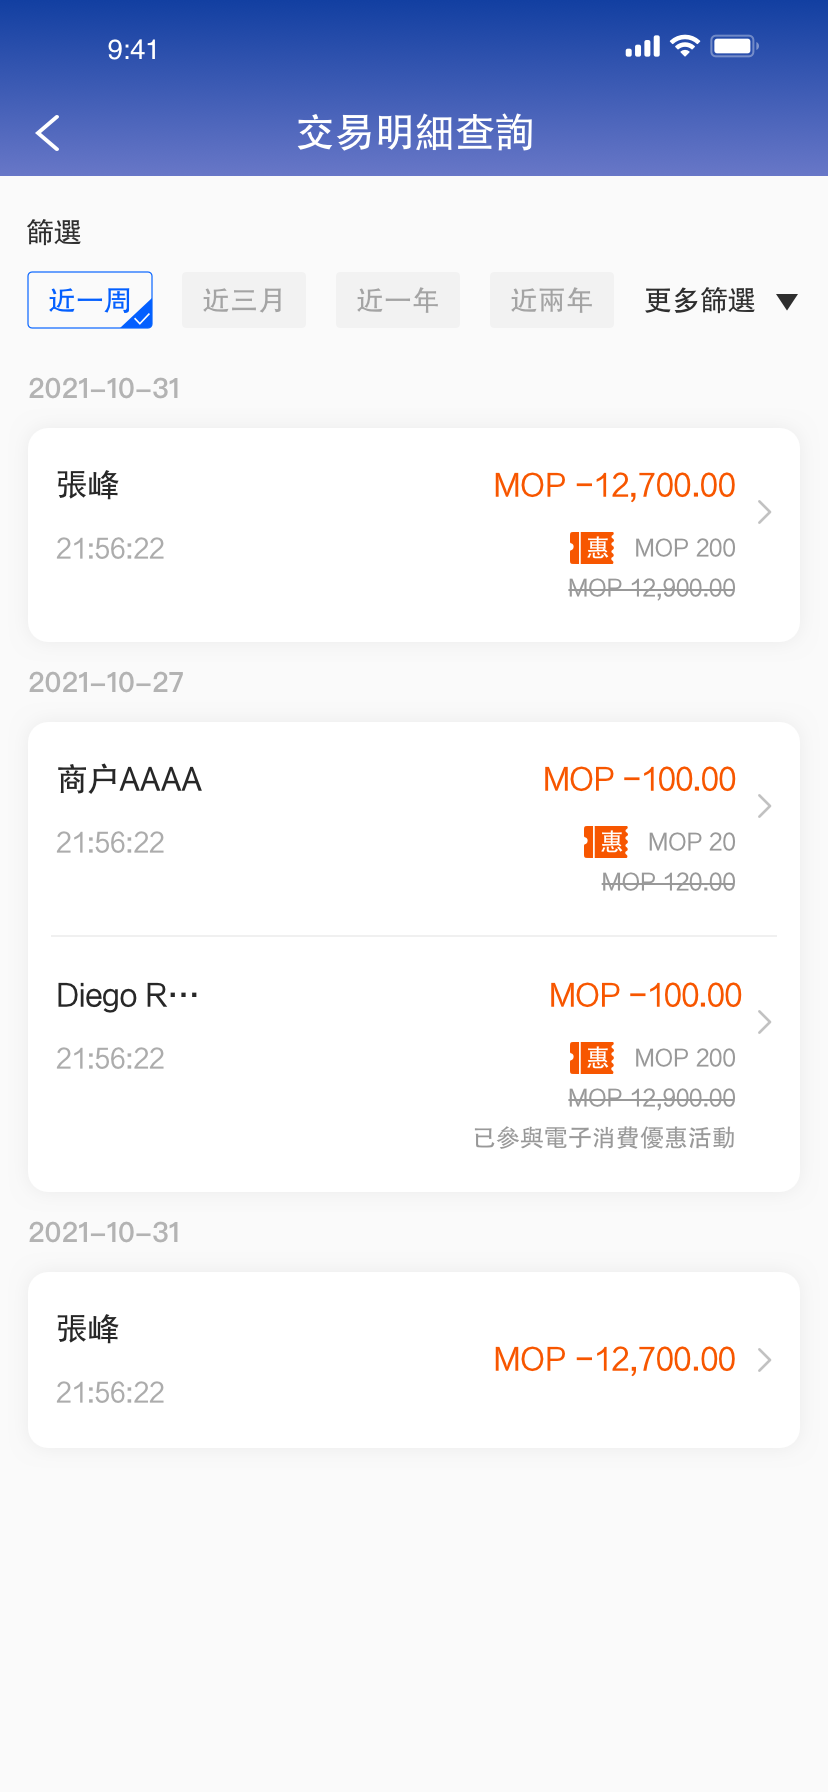 9:41
交易明細查詢
篩選
近一周 近三月 近一年 近兩年 更多篩選
2021-10-31
張峰 MOP -12,700.00
21:56:22 惠 MOP 200
MOP 12,900.00
2021-10-27
商户AAAA MOP -100.00
21:56:22 惠 MOP 20
MOP 120.00
Diego R··· MOP -100.00
21:56:22 惠 MOP 200
MOP 12,900.00
已參與電子消費優惠活動
2021-10-31
張峰
MOP -12,700.00
21:56:22